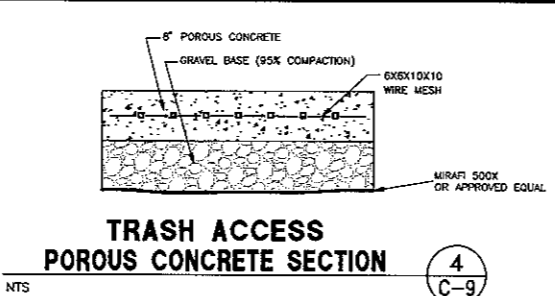 8" POROUS CONCRETE
GRAVEL BASE (95% COMPACTION)
6X6X10X10
WIRE MESH
MIRAFI 500X
OR APPROVED EQUAL
TRASH ACCESS
POROUS CONCRETE SECTION
4
C-9
NTS